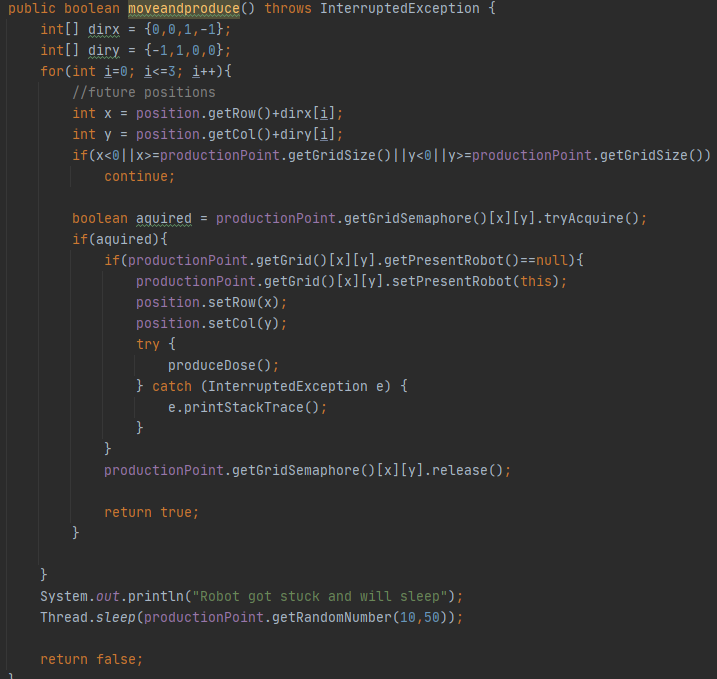 public boolean moveandproduce() throws InterruptedException {
    int[] dirx = {0,0,1,-1};
    int[] diry = {-1,1,0,0};
    for(int i=0; i<=3; i++){
        //future positions
        int x = position.getRow()+dirx[i];
        int y = position.getCol()+diry[i];
        if(x<0||x>=productionPoint.getGridSize()||y<0||y>=productionPoint.getGridSize())
            continue;
        boolean aquired = productionPoint.getGridSemaphore()[x][y].tryAcquire();
        if(aquired){
            if(productionPoint.getGrid()[x][y].getPresentRobot()==null){
                productionPoint.getGrid()[x][y].setPresentRobot(this);
                position.setRow(x);
                position.setCol(y);
                try {
                    produceDose();
                } catch (InterruptedException e) {
                    e.printStackTrace();
                }
            }
            productionPoint.getGridSemaphore()[x][y].release();
            return true;
        }
    }
    System.out.println("Robot got stuck and will sleep");
    Thread.sleep(productionPoint.getRandomNumber(10,50));
    return false;
}